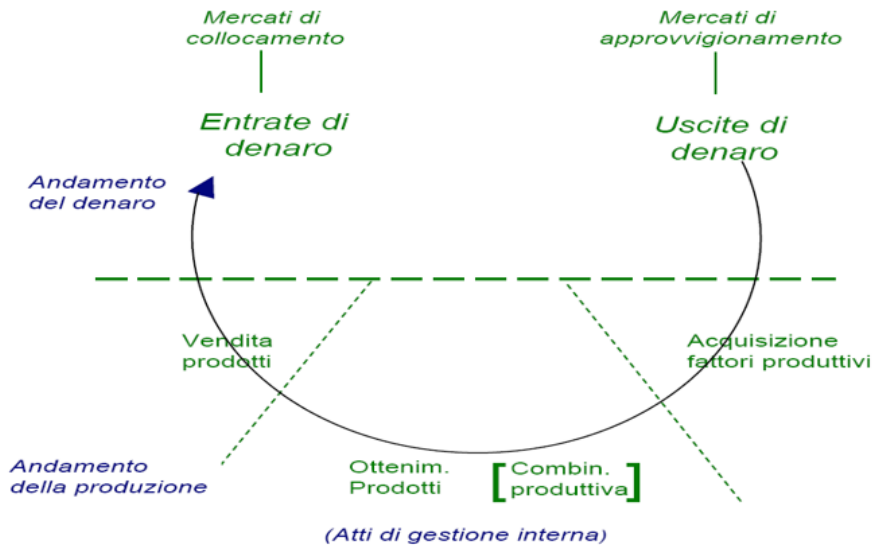 Mercati di
collocamento
Mercati di
approvvigionamento
Entrate di
denaro
Uscite di
denaro
Andamento
del denaro
Vendita
prodotti
Acquisizione
fattori produttivi
Andamento
della produzione
Ottenim.
Prodotti
[Combin.
produttiva]
(Atti di gestione interna)